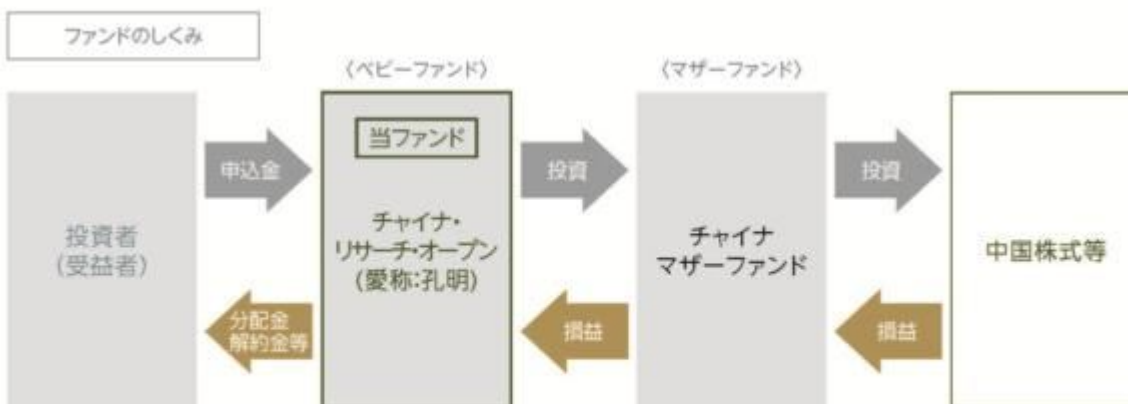 ファンドのしくみ
〈ベビーファンド〉
〈マザーファンド〉
投資者
(受益者)
申込金
分配金
解約金等
当ファンド
チャイナ・
リサーチ・オープン
(愛称:孔明)
投資
損益
チャイナ
マザーファンド
投資
損益
中国株式等